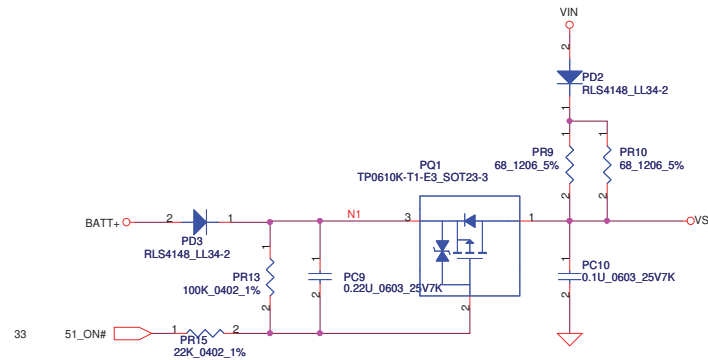 VIN
2
PD2
RLS4148_LL34-2
1
1
1
PR9
68_1206_5%
PR10
68_1206_5%
2
2
PQ1
TP0610K-T1-E3_SOT23-3
BATT+
2
1
N1
3
1
VS
PD3
RLS4148_LL34-2
1
PR13
100K_0402_1%
2
1
PC9
0.22U_0603_25V7K
2
2
1
PC10
0.1U_0603_25V7K
2
33
51_ON#
1
2
PR15
22K_0402_1%